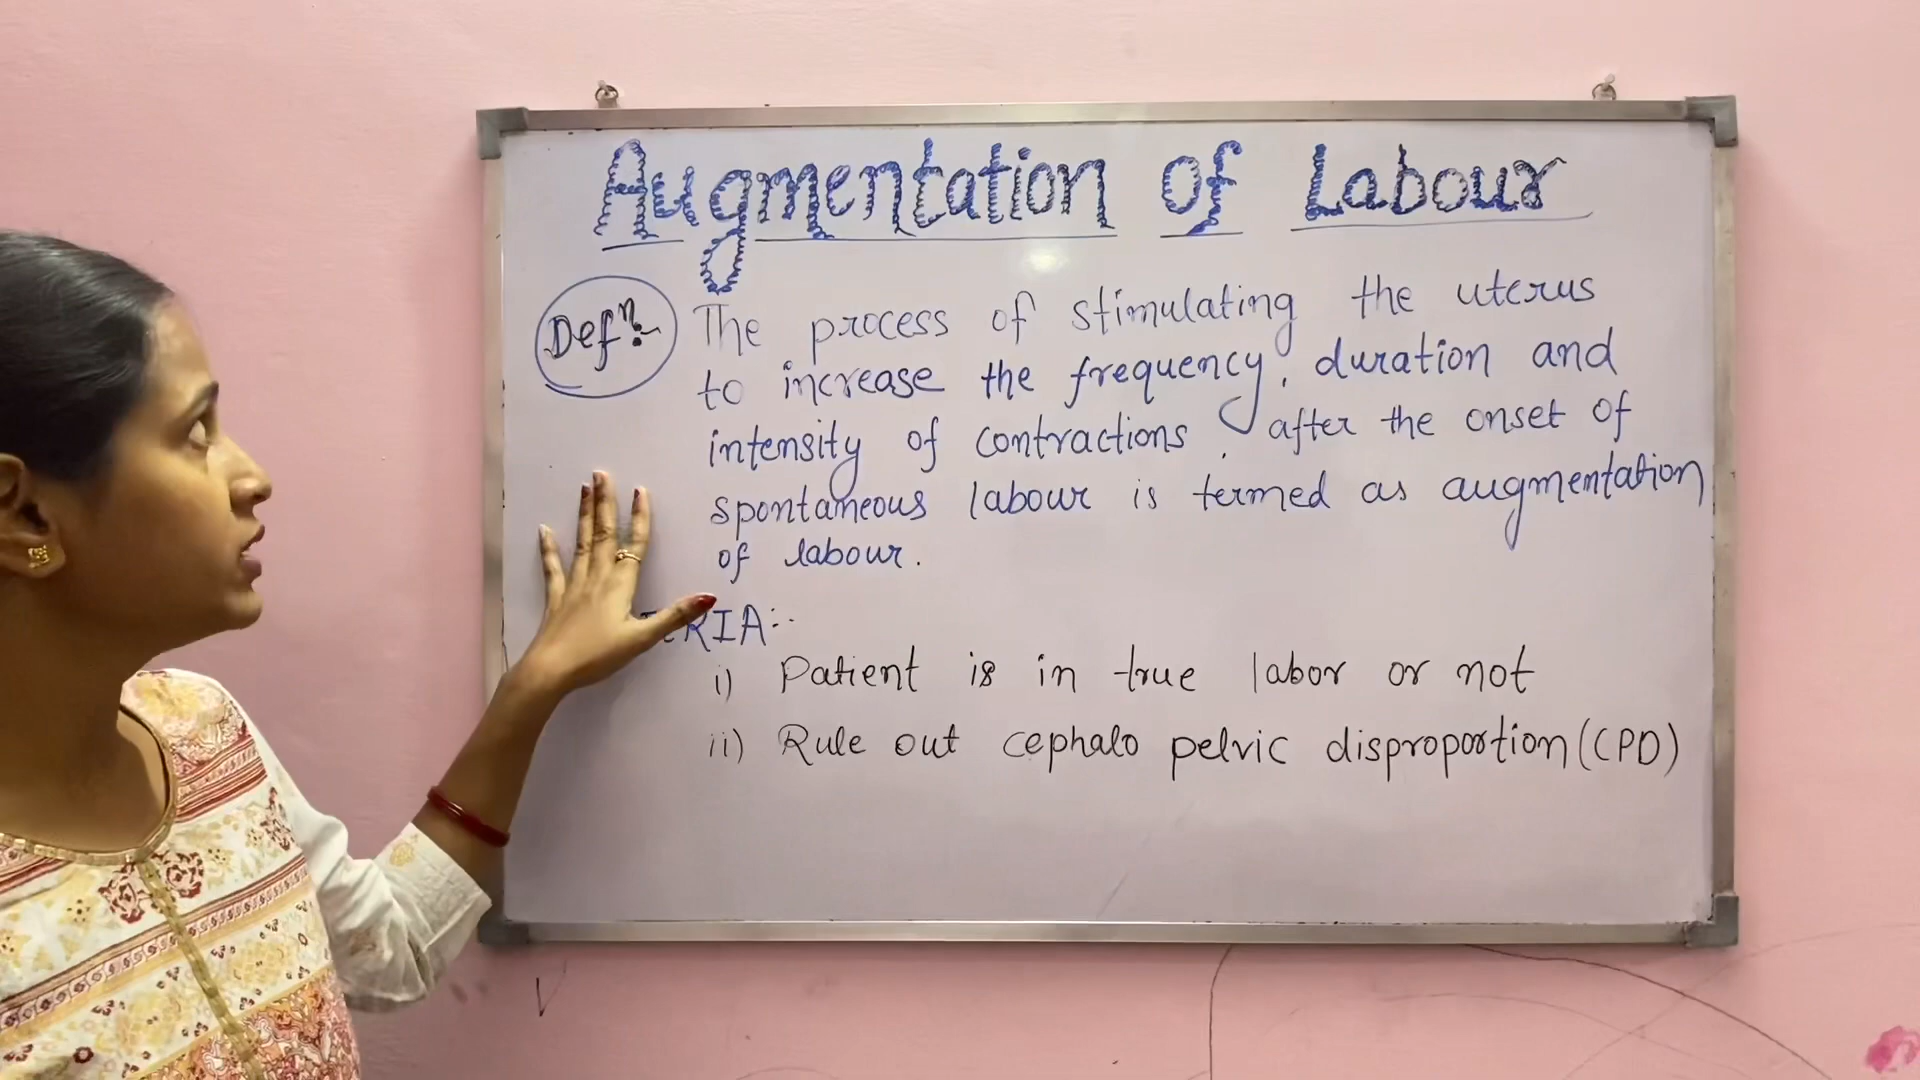 Augmentation of Labour
Defⁿ:- The process of stimulating the uterus
to increase the frequency, duration and
intensity of contractions after the onset of
spontaneous labour is termed as augmentation
of labour.
i) Patient is in true labor or not
ii) Rule out cephalo pelvic disproportion (CPD)